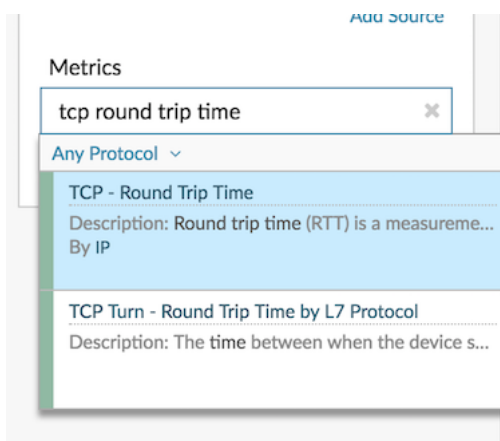 Add Source
Metrics
tcp round trip time
Any Protocol
TCP - Round Trip Time
Description: Round trip time (RTT) is a measureme...
By IP
TCP Turn - Round Trip Time by L7 Protocol
Description: The time between when the device s...